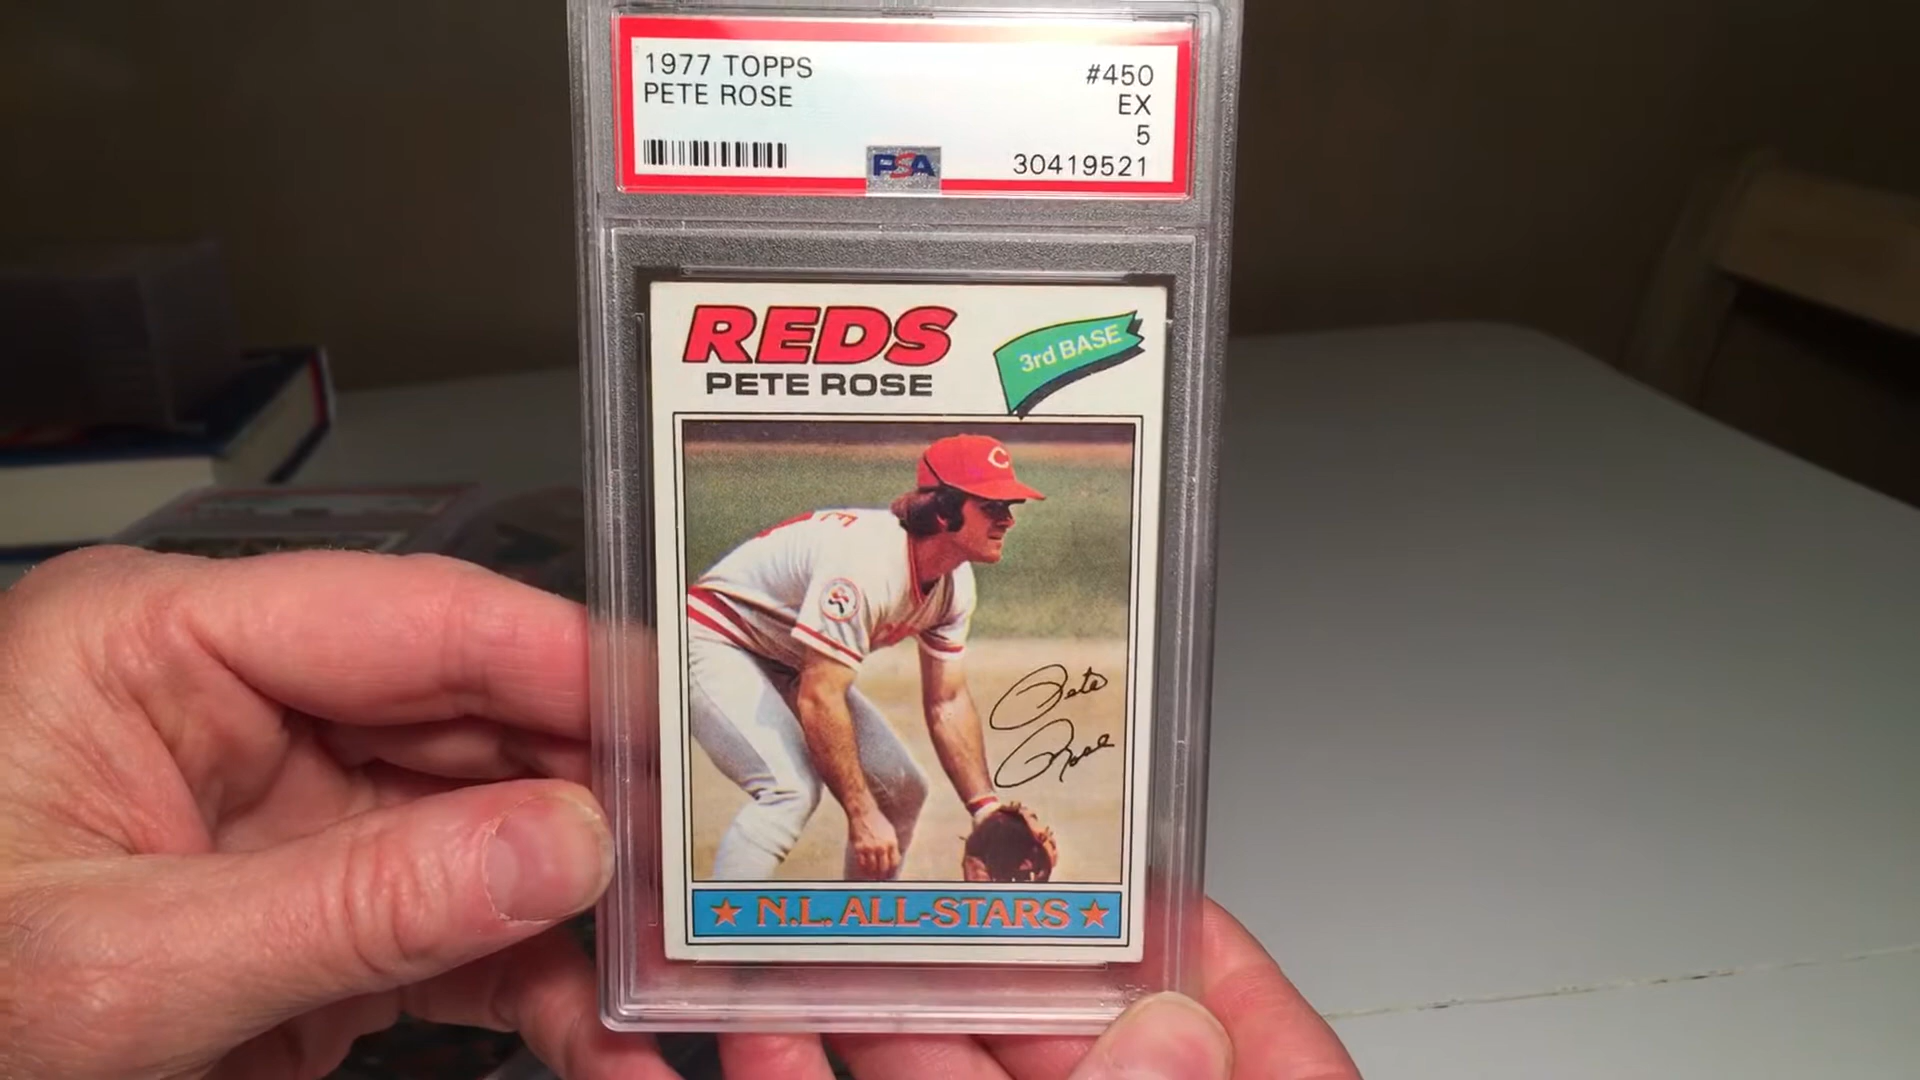 1977 TOPPS #450
PETE ROSE EX
5
PSA 30419521
REDS
PETE ROSE
3rd BASE
C
E
Pete
Rose
★ N.L. ALL-STARS ★